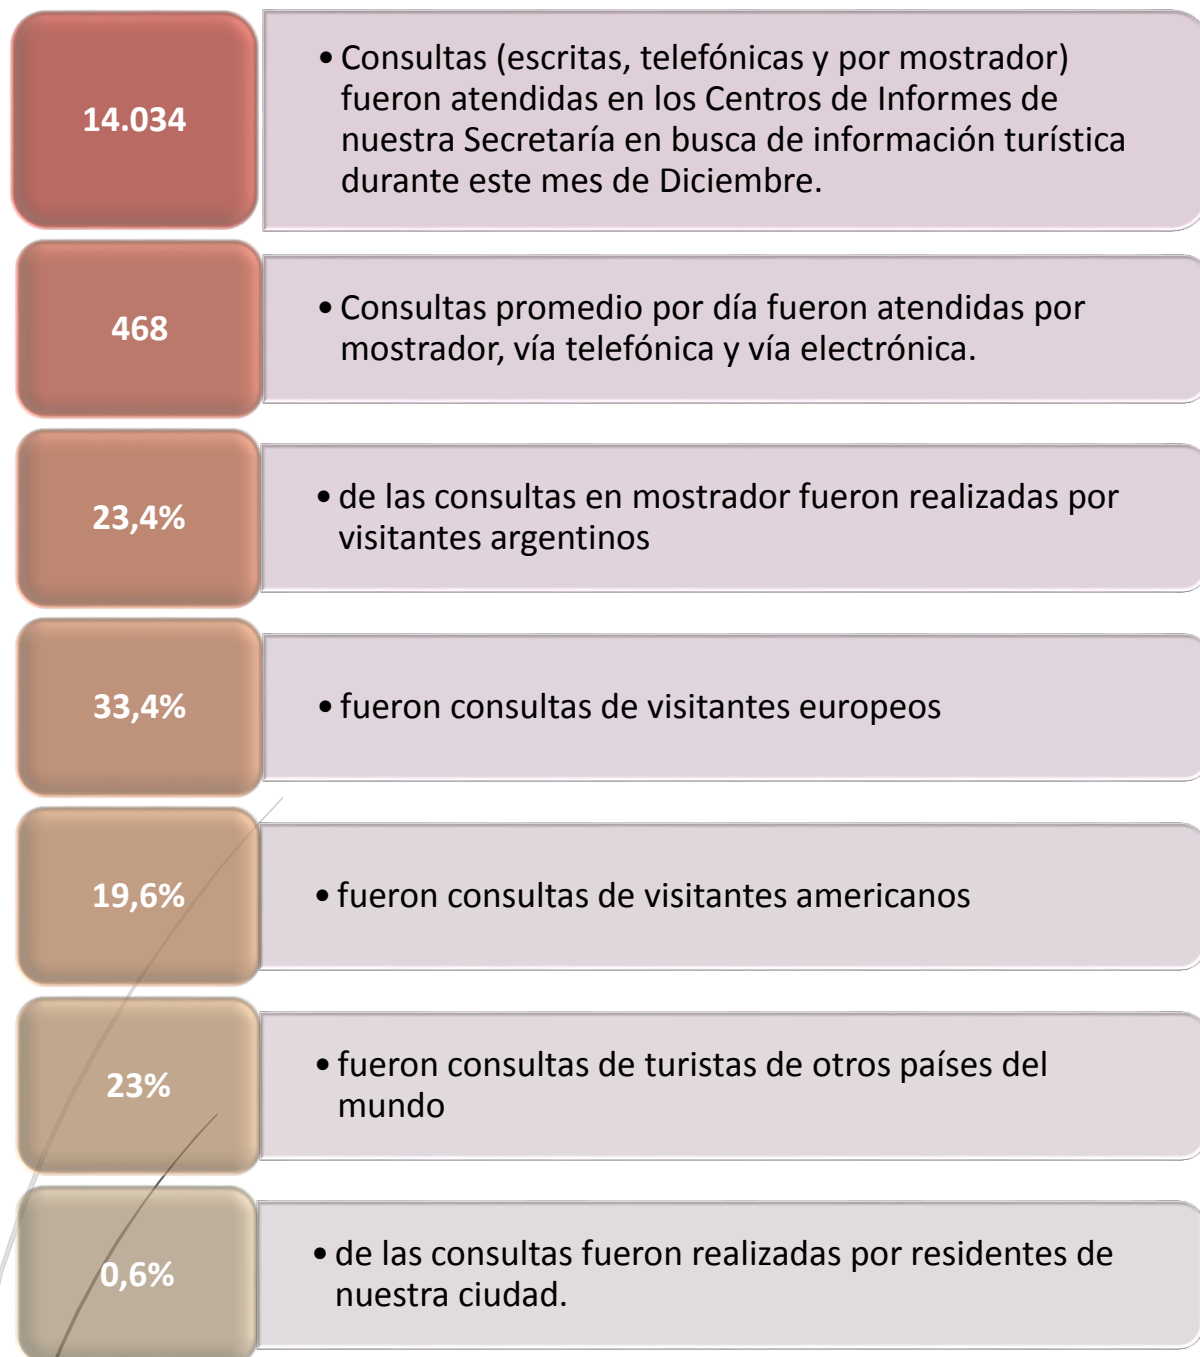 14.034
• Consultas (escritas, telefónicas y por mostrador)
fueron atendidas en los Centros de Informes de
nuestra Secretaría en busca de información turística
durante este mes de Diciembre.
468
• Consultas promedio por día fueron atendidas por
mostrador, vía telefónica y vía electrónica.
23,4%
• de las consultas en mostrador fueron realizadas por
visitantes argentinos
33,4%
• fueron consultas de visitantes europeos
19,6%
• fueron consultas de visitantes americanos
23%
• fueron consultas de turistas de otros países del
mundo
0,6%
• de las consultas fueron realizadas por residentes de
nuestra ciudad.